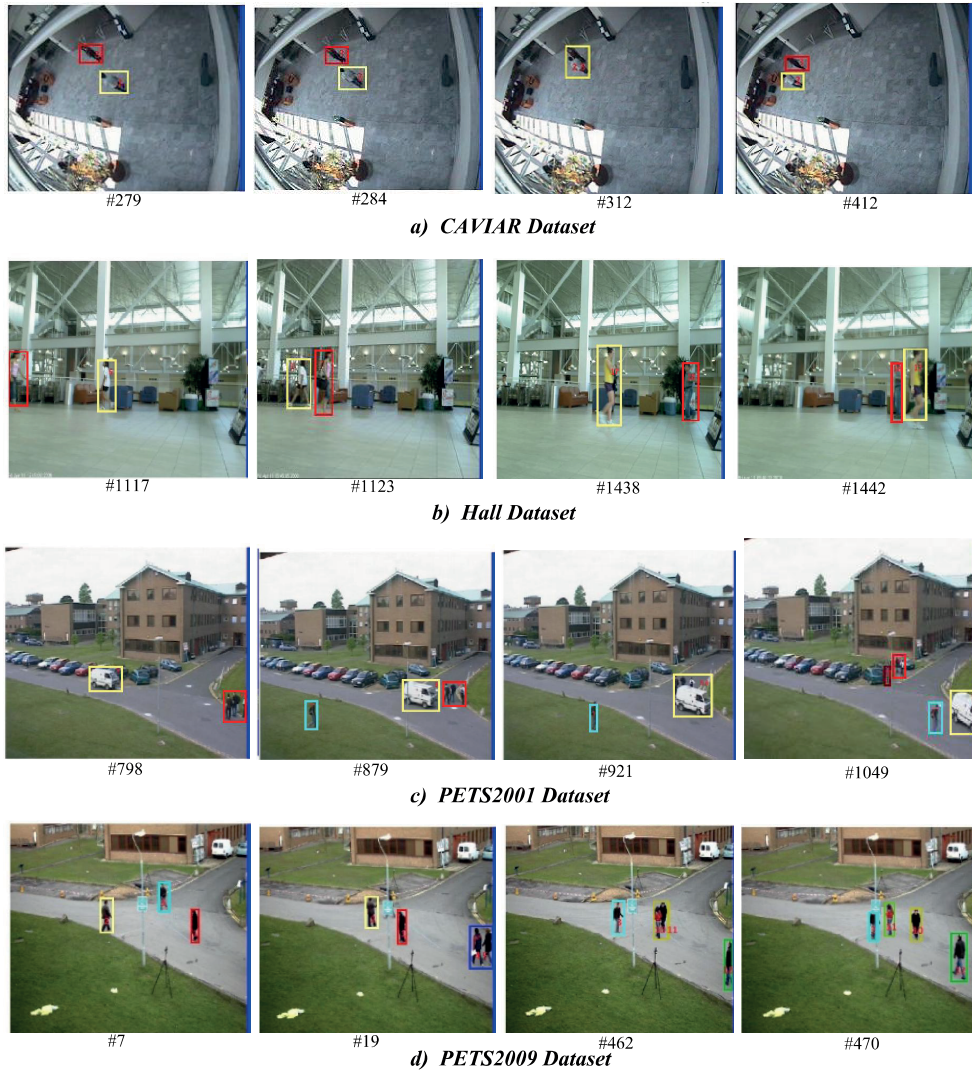 #279 #284 #312 #412
a) CAVIAR Dataset
#1117 #1123 #1438 #1442
b) Hall Dataset
#798 #879 #921 #1049
c) PETS2001 Dataset
11
#7 #19 #462 #470
d) PETS2009 Dataset